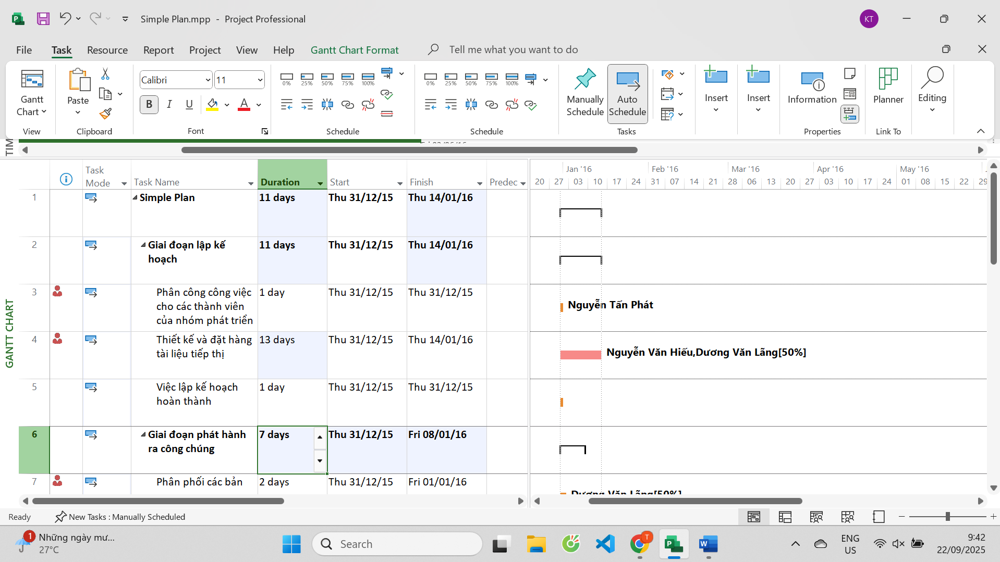 Simple Plan.mpp - Project Professional
KT
File Task Resource Report Project View Help Gantt Chart Format Tell me what you want to do
Gantt Chart
View
Paste
Clipboard
Calibri 11
B I U A
Font
0% 25% 50% 75% 100%
Schedule
0% 25% 50% 75% 100%
Schedule
Manually Schedule
Auto Schedule
Tasks
Insert
Insert
Information
Properties
Planner
Link To
Editing
TIM
GANTT CHART
Task Mode Task Name Duration Start Finish Predec
Jan '16 Feb '16 Mar '16 Apr '16 May '16
20 27 03 10 17 24 31 07 14 21 28 06 13 20 27 03 10 17 24 01 08 15 22 29
1 Simple Plan 11 days Thu 31/12/15 Thu 14/01/16
2 Giai đoạn lập kế hoạch 11 days Thu 31/12/15 Thu 14/01/16
3 Phân công công việc cho các thành viên của nhóm phát triển 1 day Thu 31/12/15 Thu 31/12/15
Nguyễn Tấn Phát
4 Thiết kế và đặt hàng tài liệu tiếp thị 13 days Thu 31/12/15 Thu 14/01/16
Nguyễn Văn Hiếu,Dương Văn Lãng[50%]
5 Việc lập kế hoạch hoàn thành 1 day Thu 31/12/15 Thu 31/12/15
6 Giai đoạn phát hành ra công chúng 7 days Thu 31/12/15 Fri 08/01/16
7 Phân phối các bản 2 days Thu 31/12/15 Fri 01/01/16
Dương Văn Lãng[50%]
Ready New Tasks : Manually Scheduled
1 Những ngày mư...
27°C
Search
T
ENG
US
9:42
22/09/2025